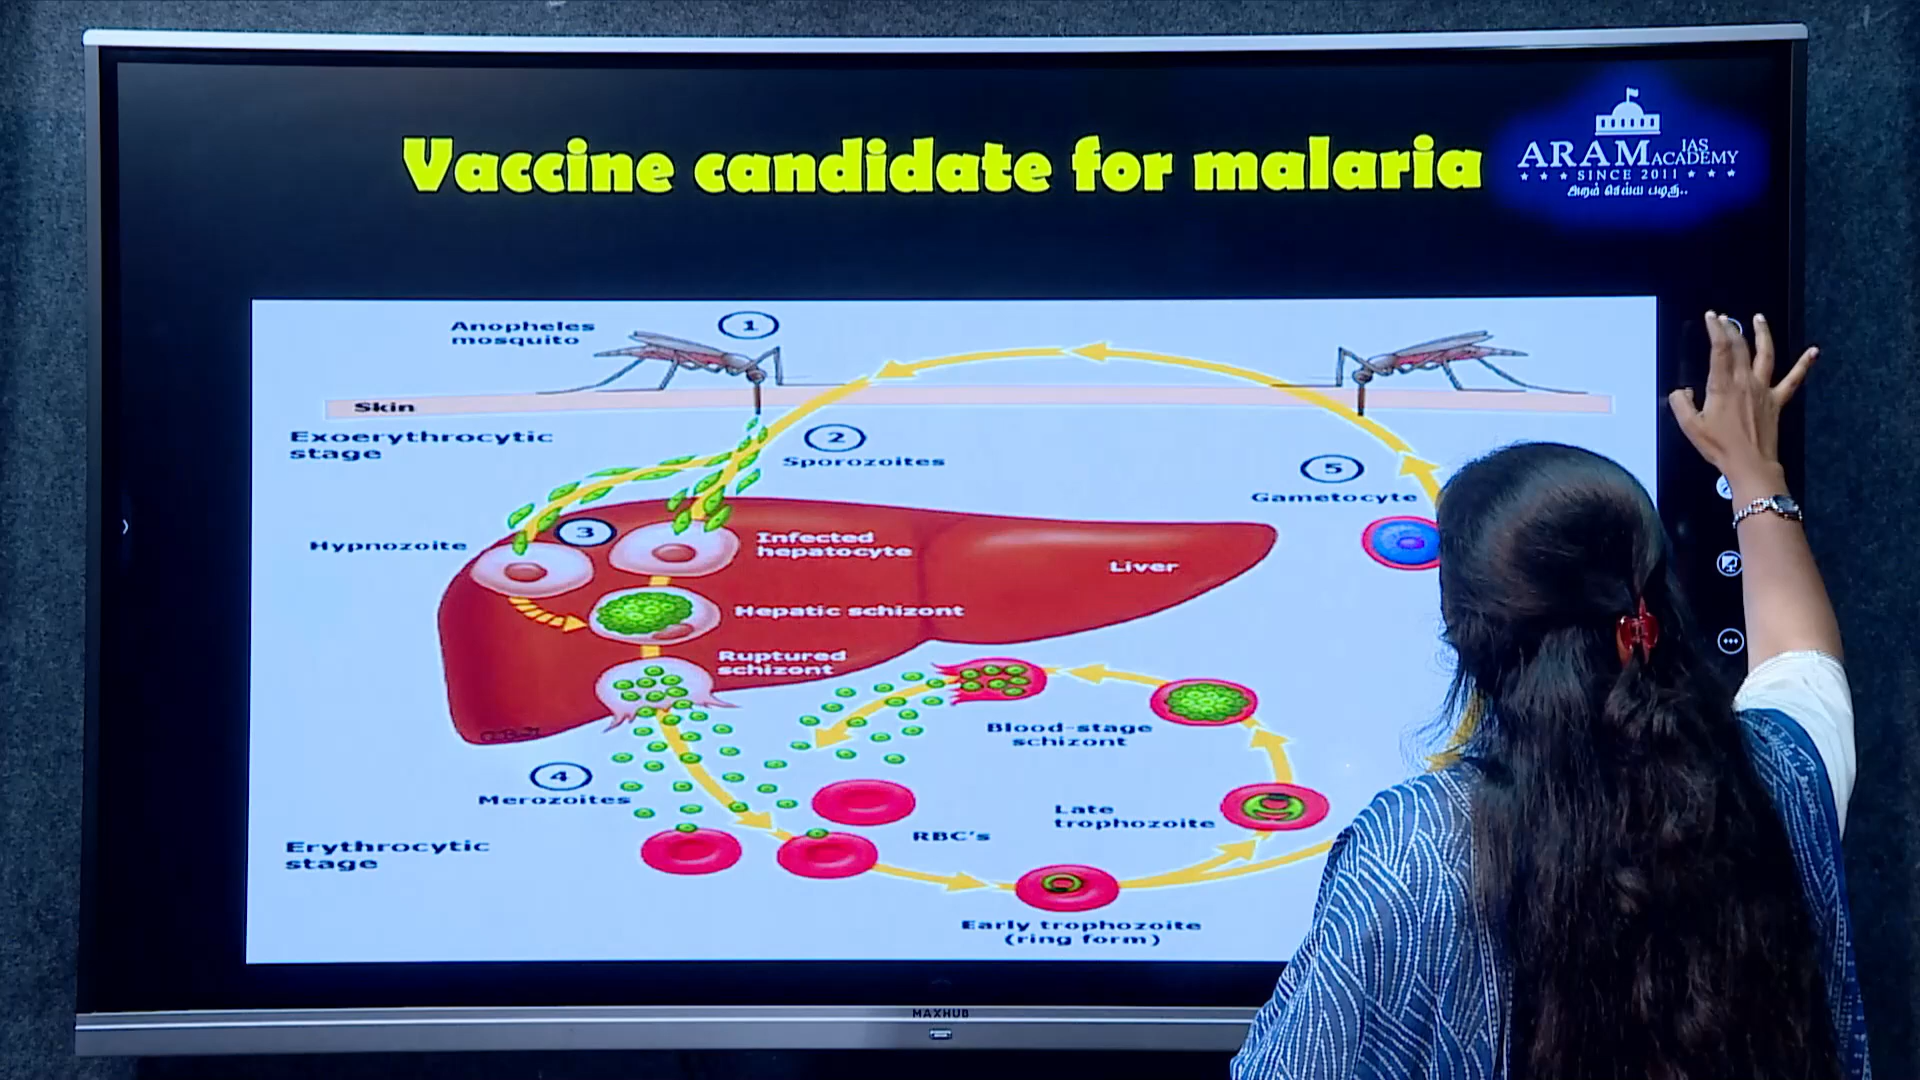 Vaccine candidate for malaria
ARAM IAS ACADEMY
★ ★ ★ SINCE 2011 ★ ★ ★
அறம் செய்ய படித்து..
Anopheles
mosquito
1
Skin
Exoerythrocytic
stage
2
Sporozoites
5
Gametocyte
Hypnozoite
3
Infected
hepatocyte
Liver
Hepatic schizont
Ruptured
schizont
Blood-stage
schizont
4
Merozoites
Late
trophozoite
RBC's
Erythrocytic
stage
Early trophozoite
(ring form)
MAXHUB